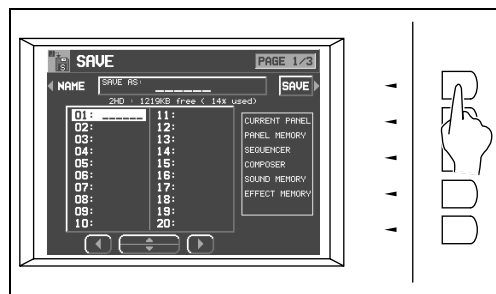 SAVE
PAGE 1/3
NAME
SAVE AS:
SAVE
2HD : 1219KB free ( 14% used)
01: ______ 11:
02: 12:
03: 13:
04: 14:
05: 15:
06: 16:
07: 17:
08: 18:
09: 19:
10: 20:
CURRENT PANEL
PANEL MEMORY
SEQUENCER
COMPOSER
SOUND MEMORY
EFFECT MEMORY